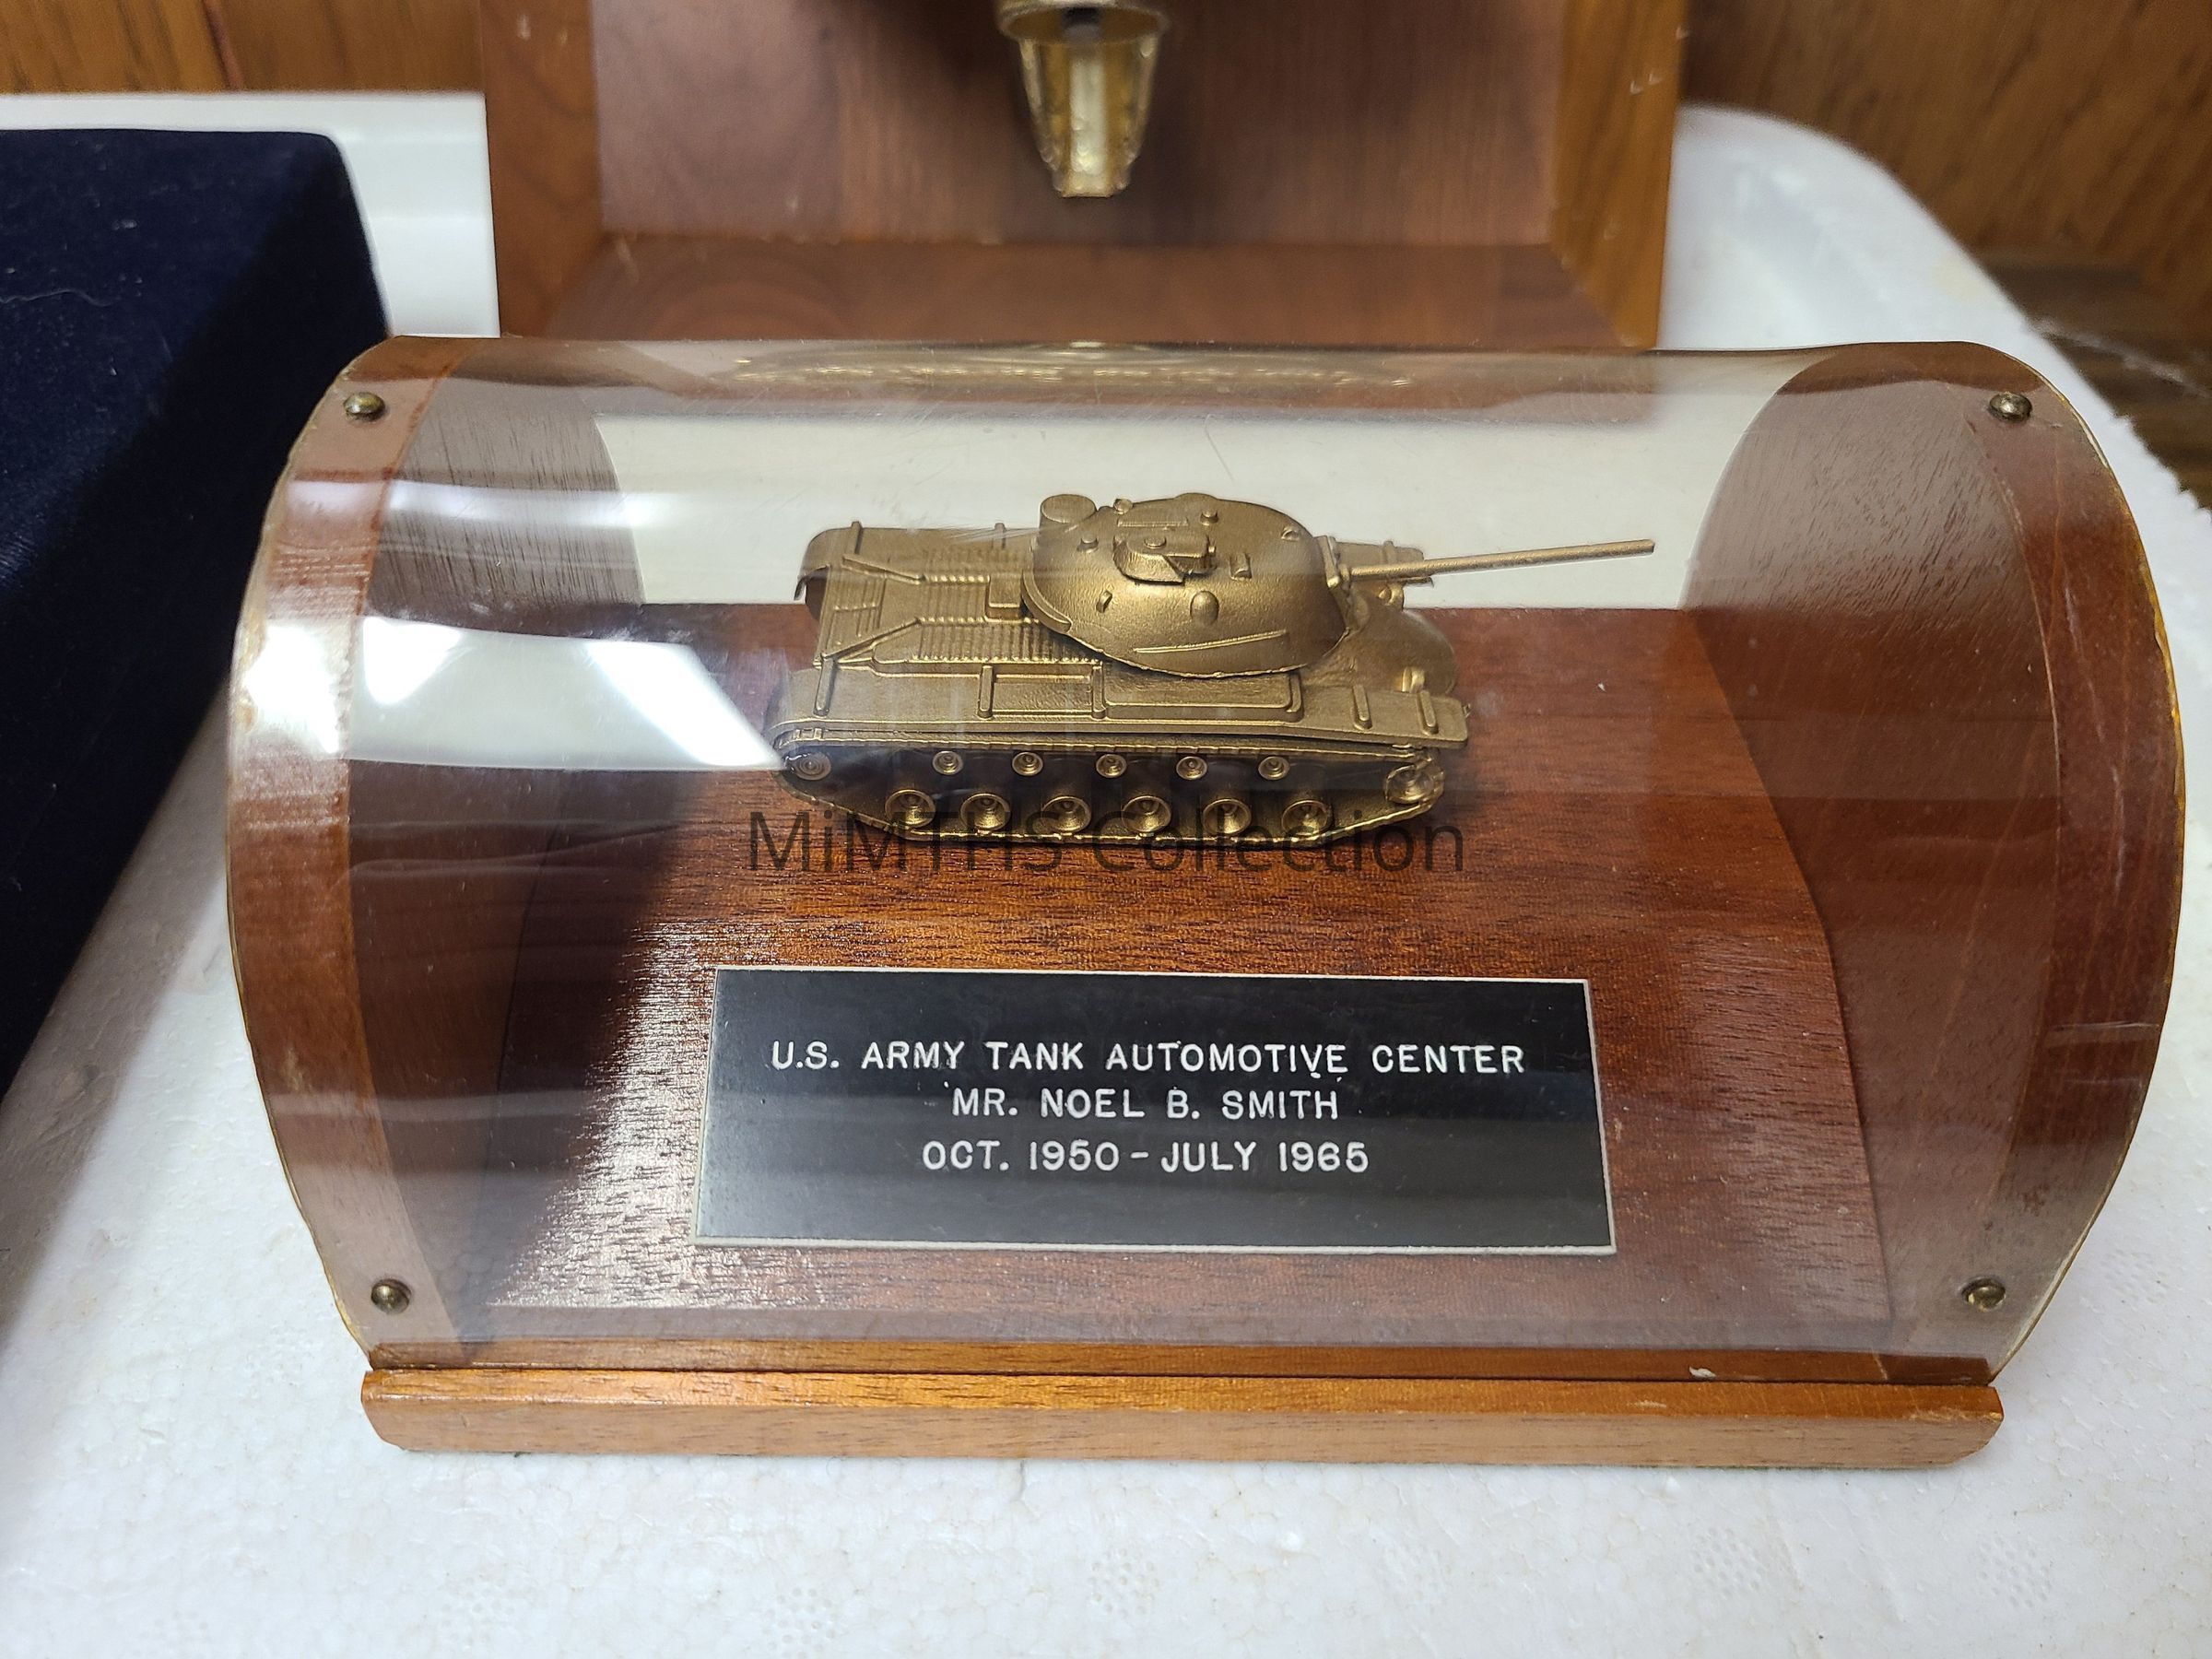 MiMTHS Collection
U.S. ARMY TANK AUTOMOTIVE CENTER
MR. NOEL B. SMITH
OCT. 1950 - JULY 1965